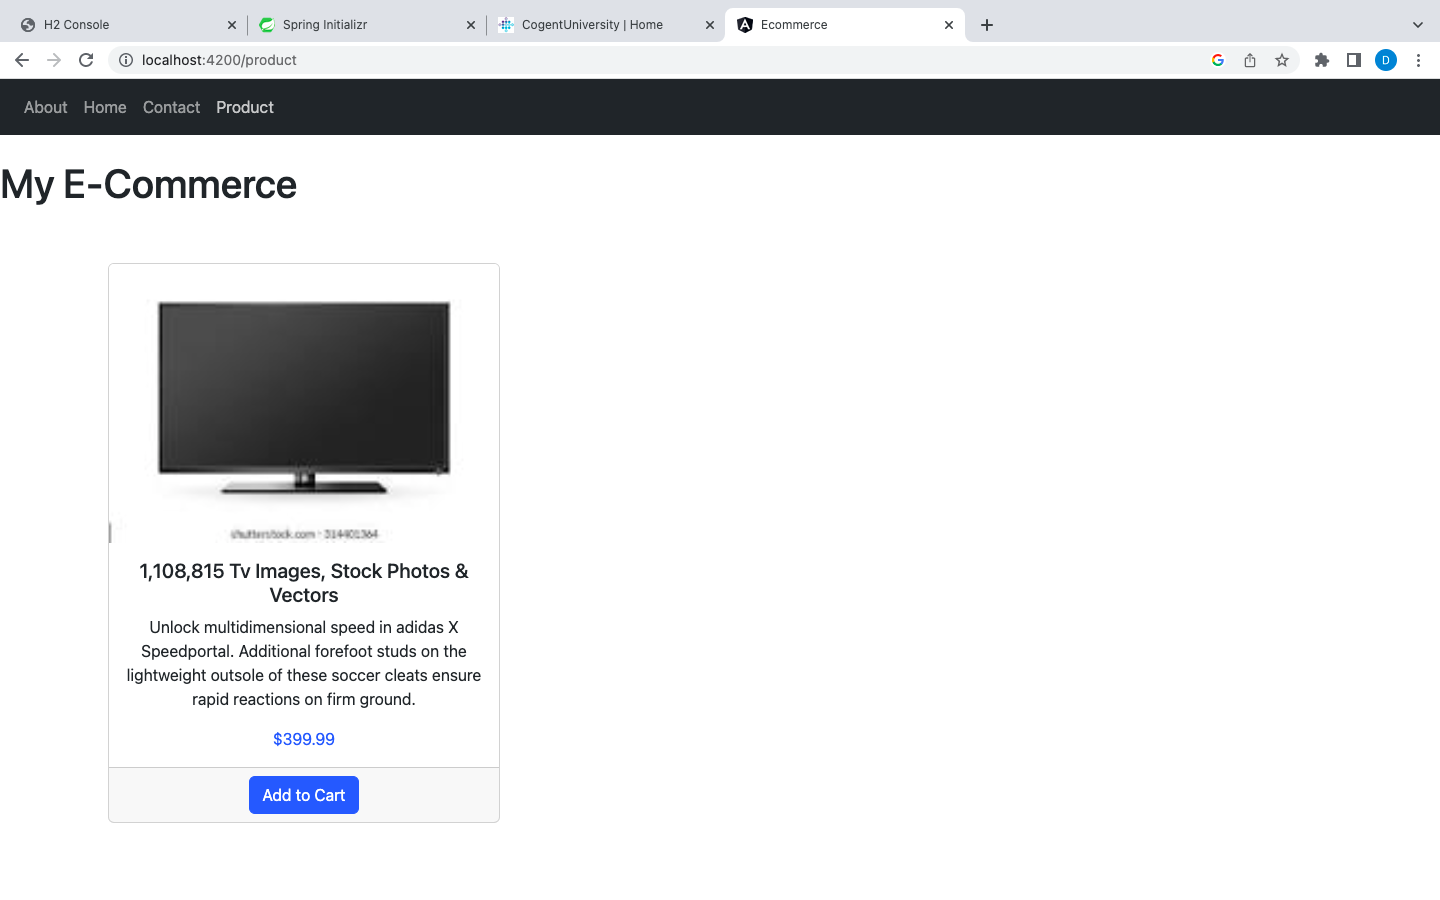 H2 Console
Spring Initializr
CogentUniversity | Home
Ecommerce
localhost:4200/product
D
About Home Contact Product
My E-Commerce
shutterstock.com · 314401364
1,108,815 Tv Images, Stock Photos &
Vectors
Unlock multidimensional speed in adidas X
Speedportal. Additional forefoot studs on the
lightweight outsole of these soccer cleats ensure
rapid reactions on firm ground.
$399.99
Add to Cart